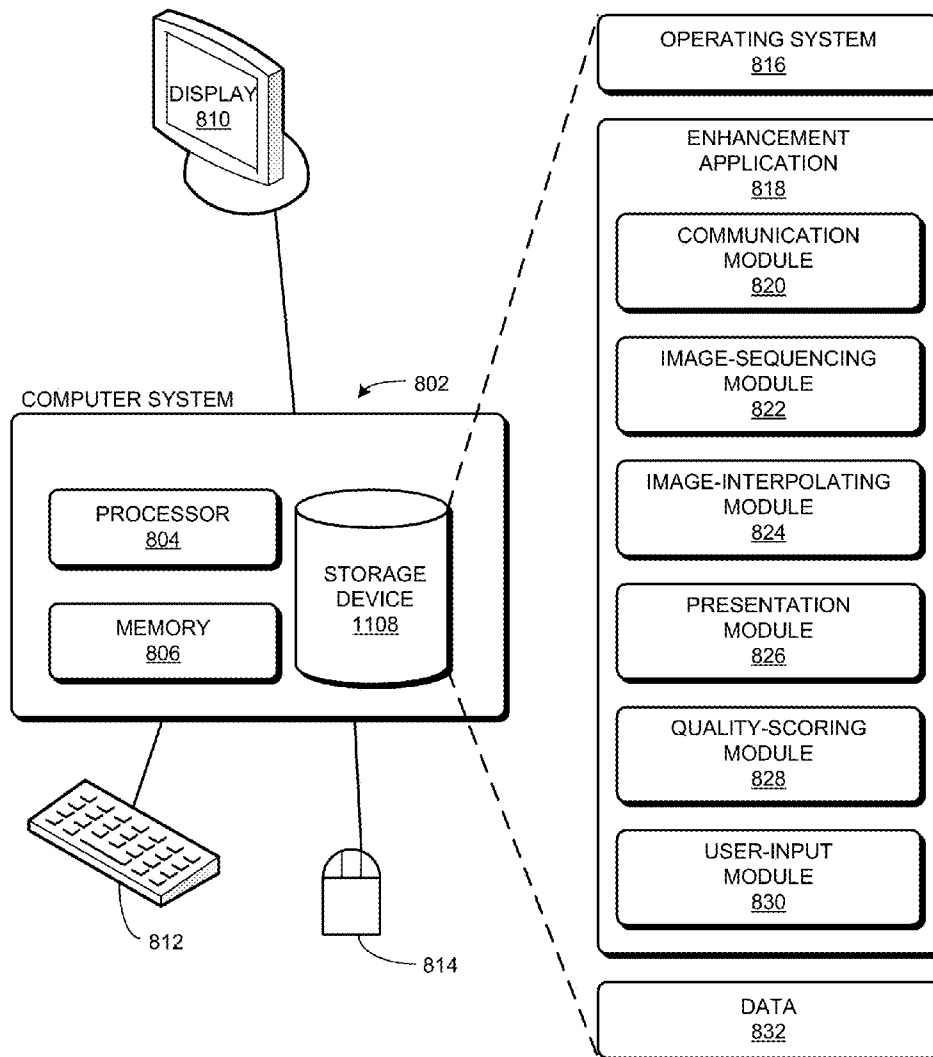 DISPLAY
810
802
COMPUTER SYSTEM
PROCESSOR
804
MEMORY
806
STORAGE
DEVICE
1108
812
814
OPERATING SYSTEM
816
ENHANCEMENT
APPLICATION
818
COMMUNICATION
MODULE
820
IMAGE-SEQUENCING
MODULE
822
IMAGE-INTERPOLATING
MODULE
824
PRESENTATION
MODULE
826
QUALITY-SCORING
MODULE
828
USER-INPUT
MODULE
830
DATA
832